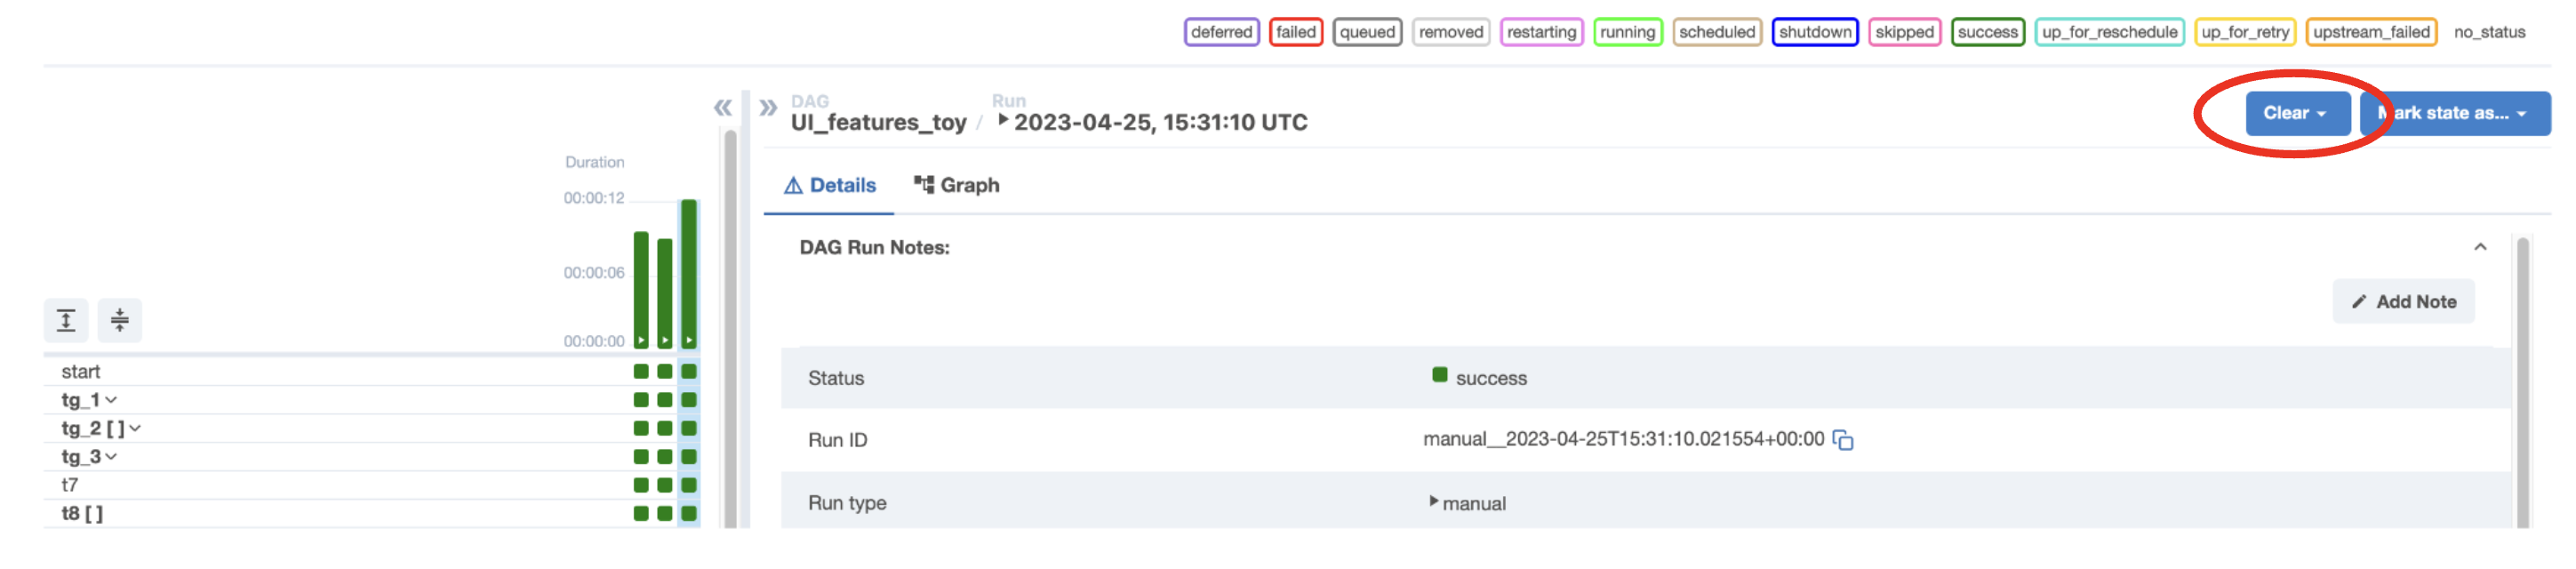 deferred failed queued removed restarting running scheduled shutdown skipped success up_for_reschedule up_for_retry upstream_failed no_status
DAG
UI_features_toy
/
Run
2023-04-25, 15:31:10 UTC
Clear
Mark state as...
Details
Graph
Duration
00:00:12
00:00:06
00:00:00
start
tg_1
tg_2 [ ]
tg_3
t7
t8 [ ]
DAG Run Notes:
Add Note
Status success
Run ID manual__2023-04-25T15:31:10.021554+00:00
Run type manual